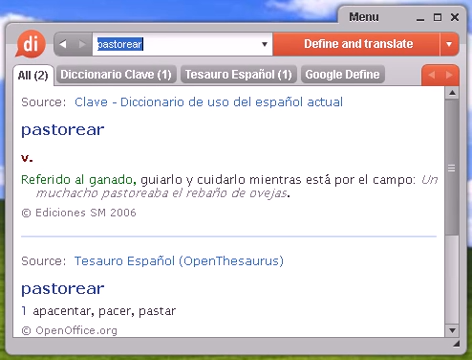 Menu
di
pastorear
Define and translate
All (2)
Diccionario Clave (1)
Tesauro Español (1)
Google Define
Source: Clave - Diccionario de uso del español actual
pastorear
v.
Referido al ganado, guiarlo y cuidarlo mientras está por el campo: Un
muchacho pastoreaba el rebaño de ovejas.
© Ediciones SM 2006
Source: Tesauro Español (OpenThesaurus)
pastorear
1 apacentar, pacer, pastar
© OpenOffice.org